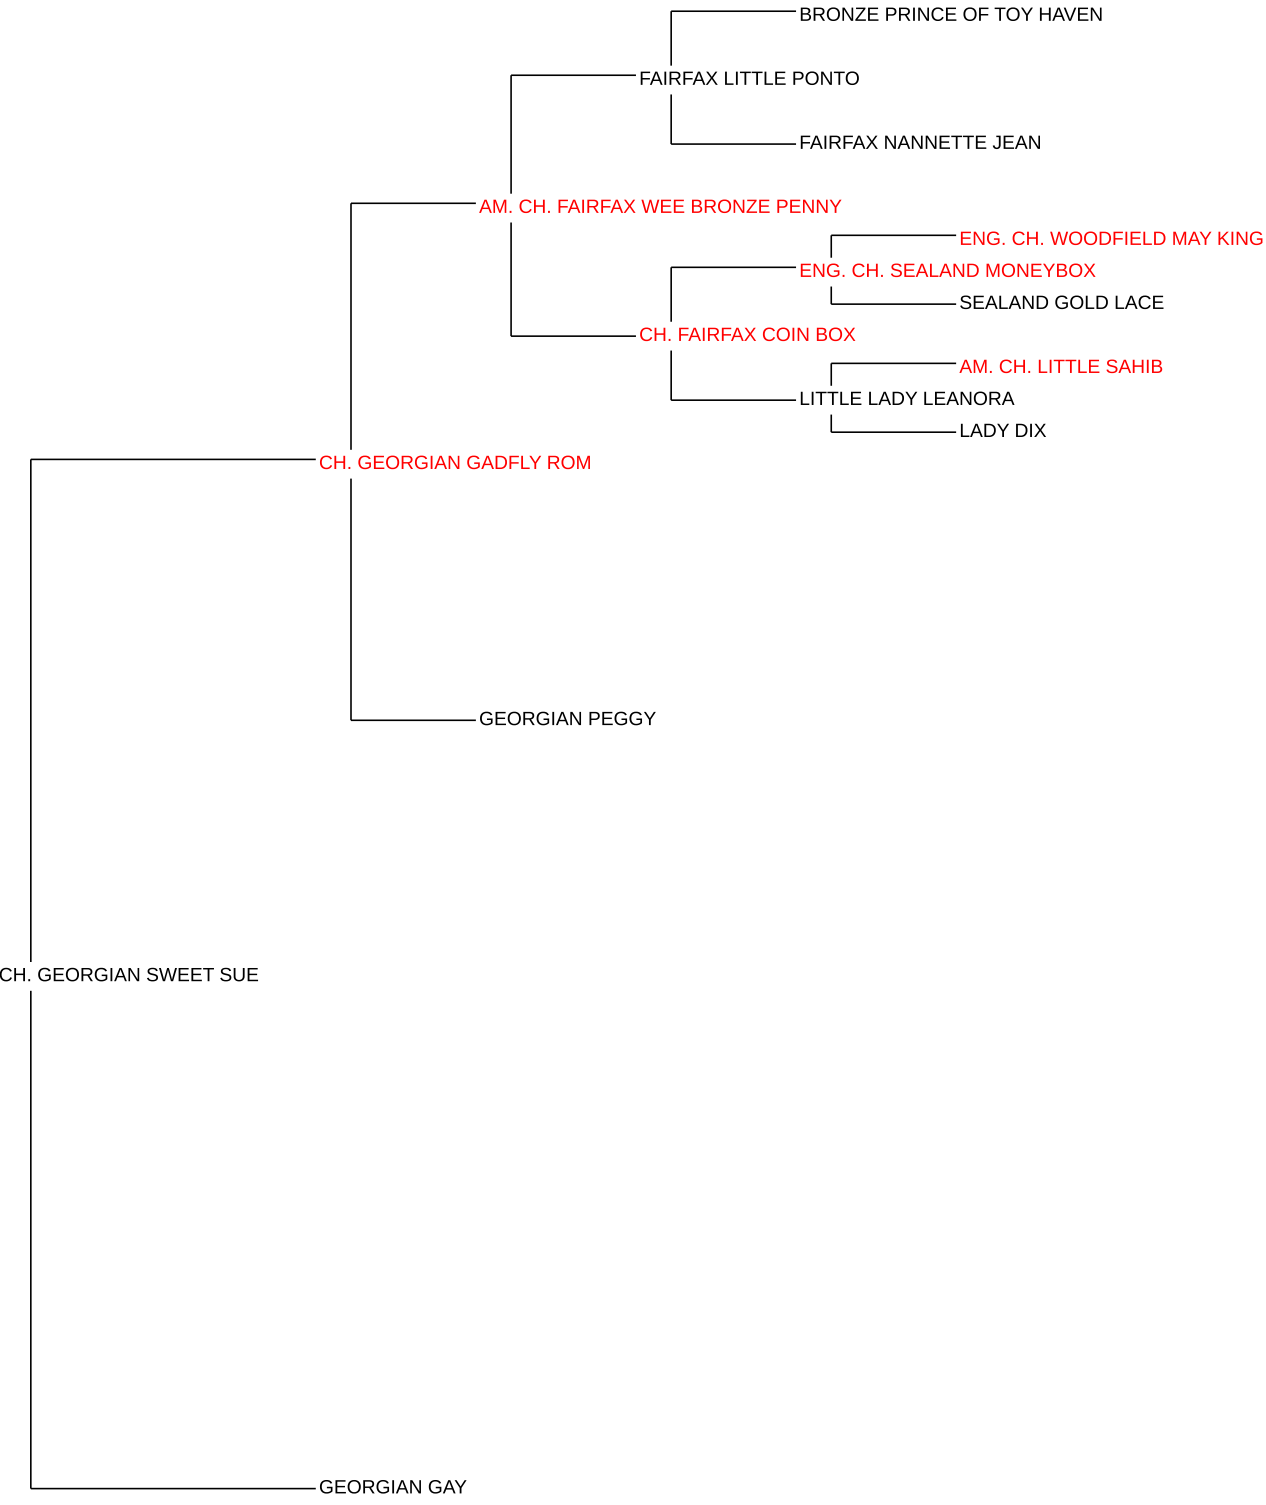 BRONZE PRINCE OF TOY HAVEN
FAIRFAX LITTLE PONTO
FAIRFAX NANNETTE JEAN
AM. CH. FAIRFAX WEE BRONZE PENNY
ENG. CH. WOODFIELD MAY KING
ENG. CH. SEALAND MONEYBOX
SEALAND GOLD LACE
CH. FAIRFAX COIN BOX
AM. CH. LITTLE SAHIB
LITTLE LADY LEANORA
LADY DIX
CH. GEORGIAN GADFLY ROM
GEORGIAN PEGGY
CH. GEORGIAN SWEET SUE
GEORGIAN GAY